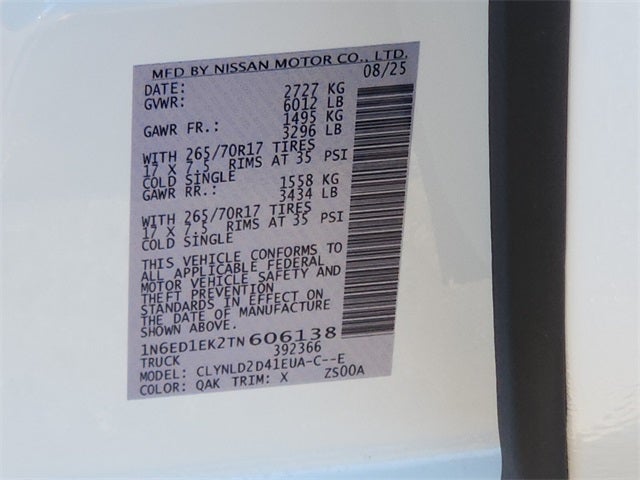 MFD BY NISSAN MOTOR CO., LTD.
DATE: 08/25
GVWR: 2727 KG
6012 LB
GAWR FR.: 1495 KG
3296 LB
WITH 265/70R17 TIRES
17 X 7.5 RIMS AT 35 PSI
COLD SINGLE
GAWR RR.: 1558 KG
3434 LB
WITH 265/70R17 TIRES
17 X 7.5 RIMS AT 35 PSI
COLD SINGLE
THIS VEHICLE CONFORMS TO
ALL APPLICABLE FEDERAL
MOTOR VEHICLE SAFETY AND
THEFT PREVENTION
STANDARDS IN EFFECT ON
THE DATE OF MANUFACTURE
SHOWN ABOVE.
1N6ED1EK2TN606138
TRUCK 392366
MODEL: CLYNLD2D41EUA-C--E
COLOR: QAK TRIM: X ZS00A